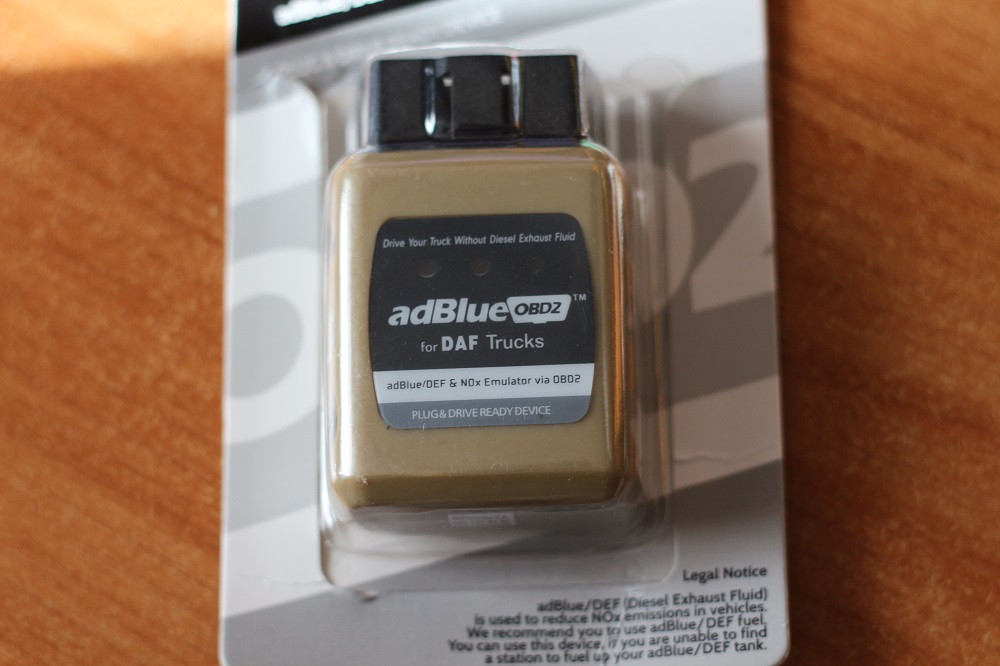 Drive Your Truck Without Diesel Exhaust Fluid
adBlue OBD2 ™
for DAF Trucks
adBlue/DEF & NOx Emulator via OBD2
PLUG & DRIVE READY DEVICE
Legal Notice
adBlue/DEF (Diesel Exhaust Fluid)
is used to reduce NOx emissions in vehicles.
We recommend you to use adBlue/DEF fuel.
You can use this device, if you are unable to find
a station to fuel up your adBlue/DEF tank.